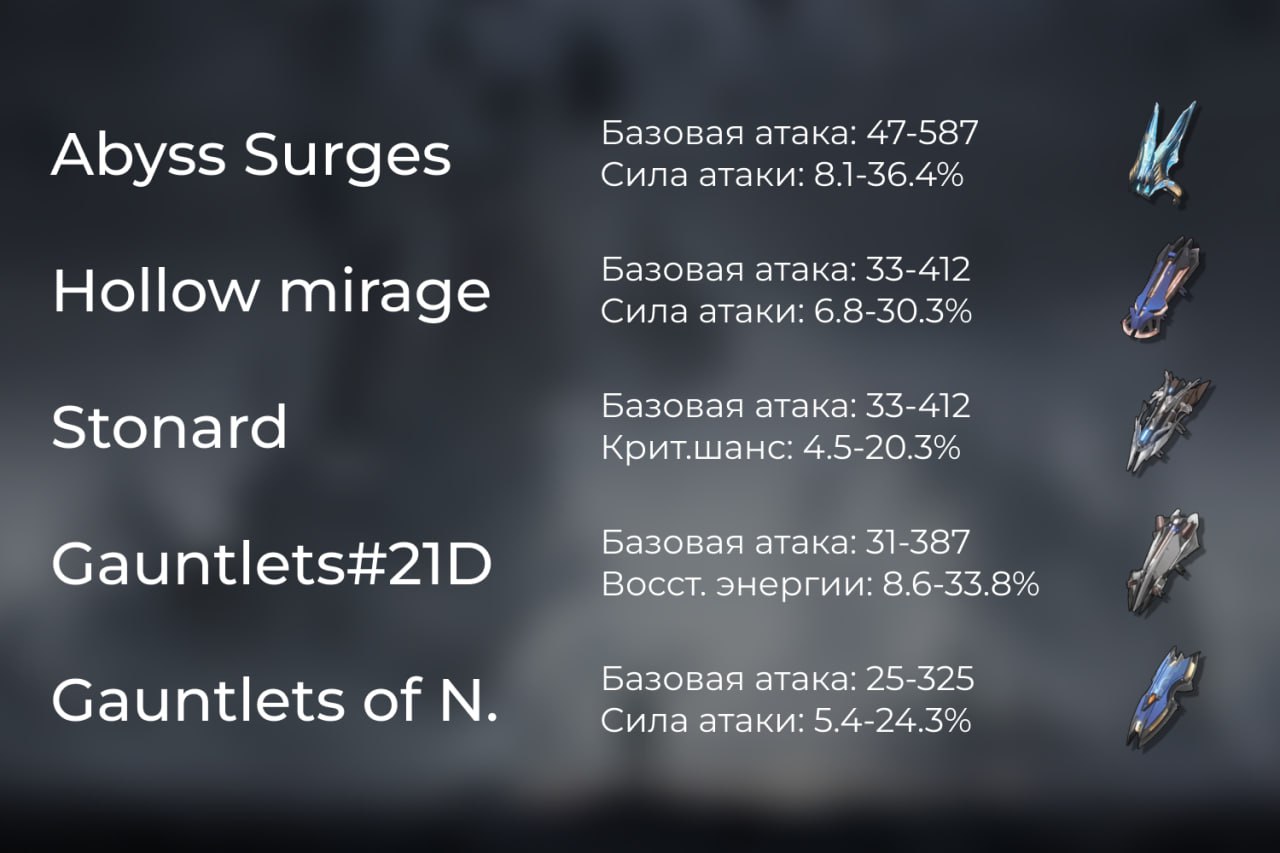 Abyss Surges
Базовая атака: 47-587
Сила атаки: 8.1-36.4%
Hollow mirage
Базовая атака: 33-412
Сила атаки: 6.8-30.3%
Stonard
Базовая атака: 33-412
Крит.шанс: 4.5-20.3%
Gauntlets#21D
Базовая атака: 31-387
Восст. энергии: 8.6-33.8%
Gauntlets of N.
Базовая атака: 25-325
Сила атаки: 5.4-24.3%